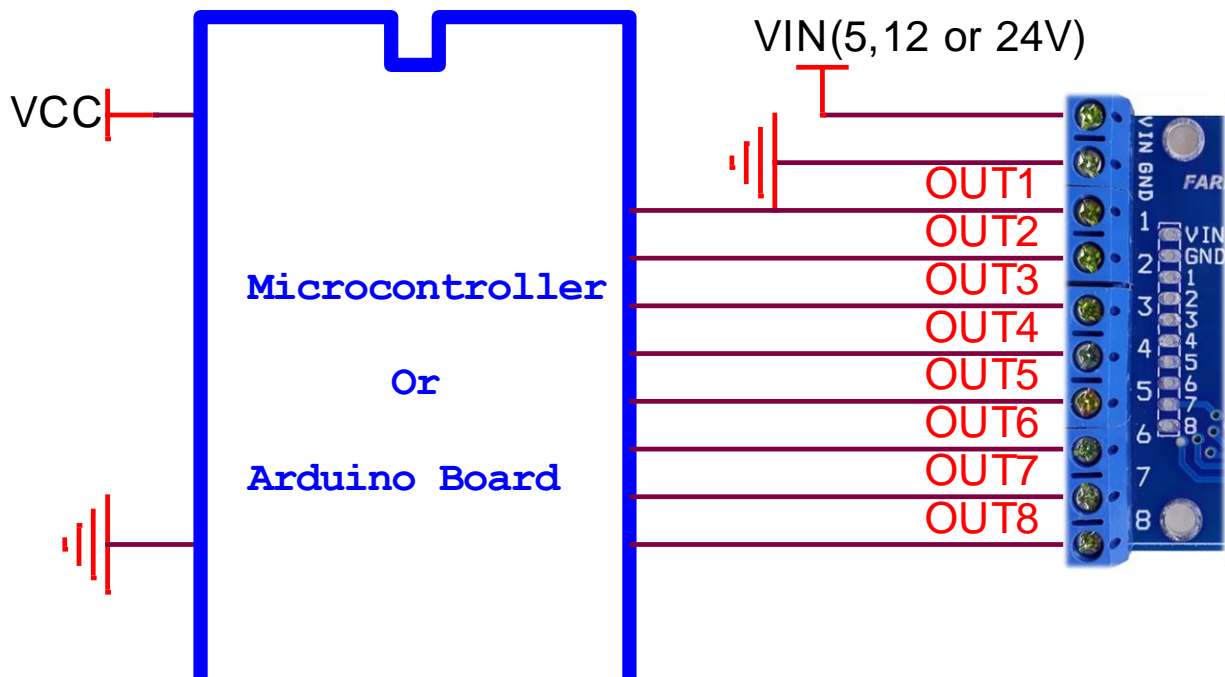 VIN(5,12 or 24V)
VCC
OUT1
OUT2
OUT3
OUT4
OUT5
OUT6
OUT7
OUT8
Microcontroller
Or
Arduino Board
VIN
GND
1
2
3
4
5
6
7
8
FAR
VIN
GND
1
2
3
4
5
6
7
8